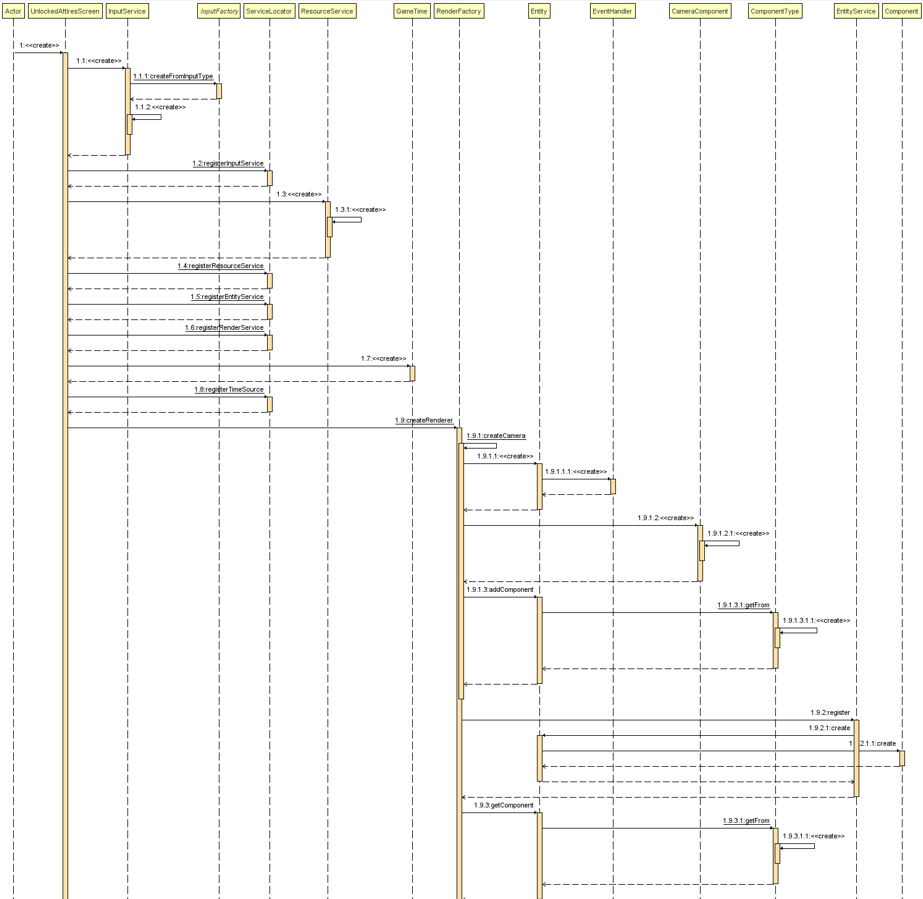 Actor UnlockedAttiresScreen InputService InputFactory ServiceLocator ResourceService GameTime RenderFactory Entity EventHandler CameraComponent ComponentType EntityService Component
1:<<create>>
1.1:<<create>>
1.1.1:createFromInputType
1.1.2:<<create>>
1.2:registerInputService
1.3:<<create>>
1.3.1:<<create>>
1.4:registerResourceService
1.5:registerEntityService
1.6:registerRenderService
1.7:<<create>>
1.8:registerTimeSource
1.9:createRenderer
1.9.1:createCamera
1.9.1.1:<<create>>
1.9.1.1.1:<<create>>
1.9.1.2:<<create>>
1.9.1.2.1:<<create>>
1.9.1.3:addComponent
1.9.1.3.1:getFrom
1.9.1.3.1.1:<<create>>
1.9.2:register
1.9.2.1:create
1.9.2.1.1:create
1.9.3:getComponent
1.9.3.1:getFrom
1.9.3.1.1:<<create>>